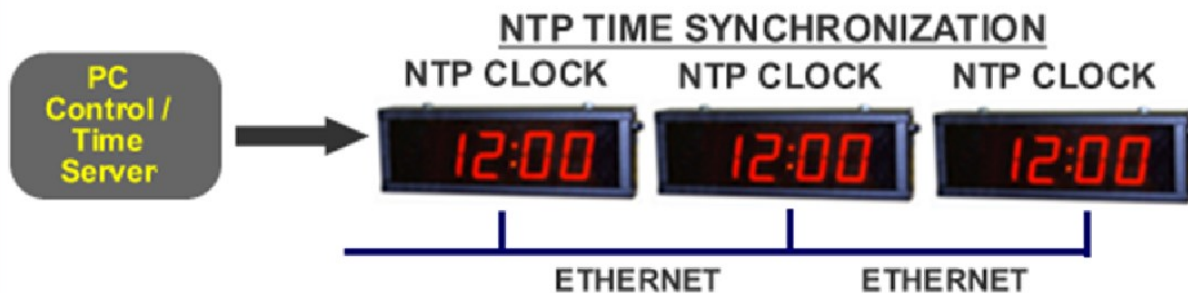 NTP TIME SYNCHRONIZATION
PC
Control /
Time
Server
NTP CLOCK NTP CLOCK NTP CLOCK
12:00 12:00 12:00
ETHERNET ETHERNET